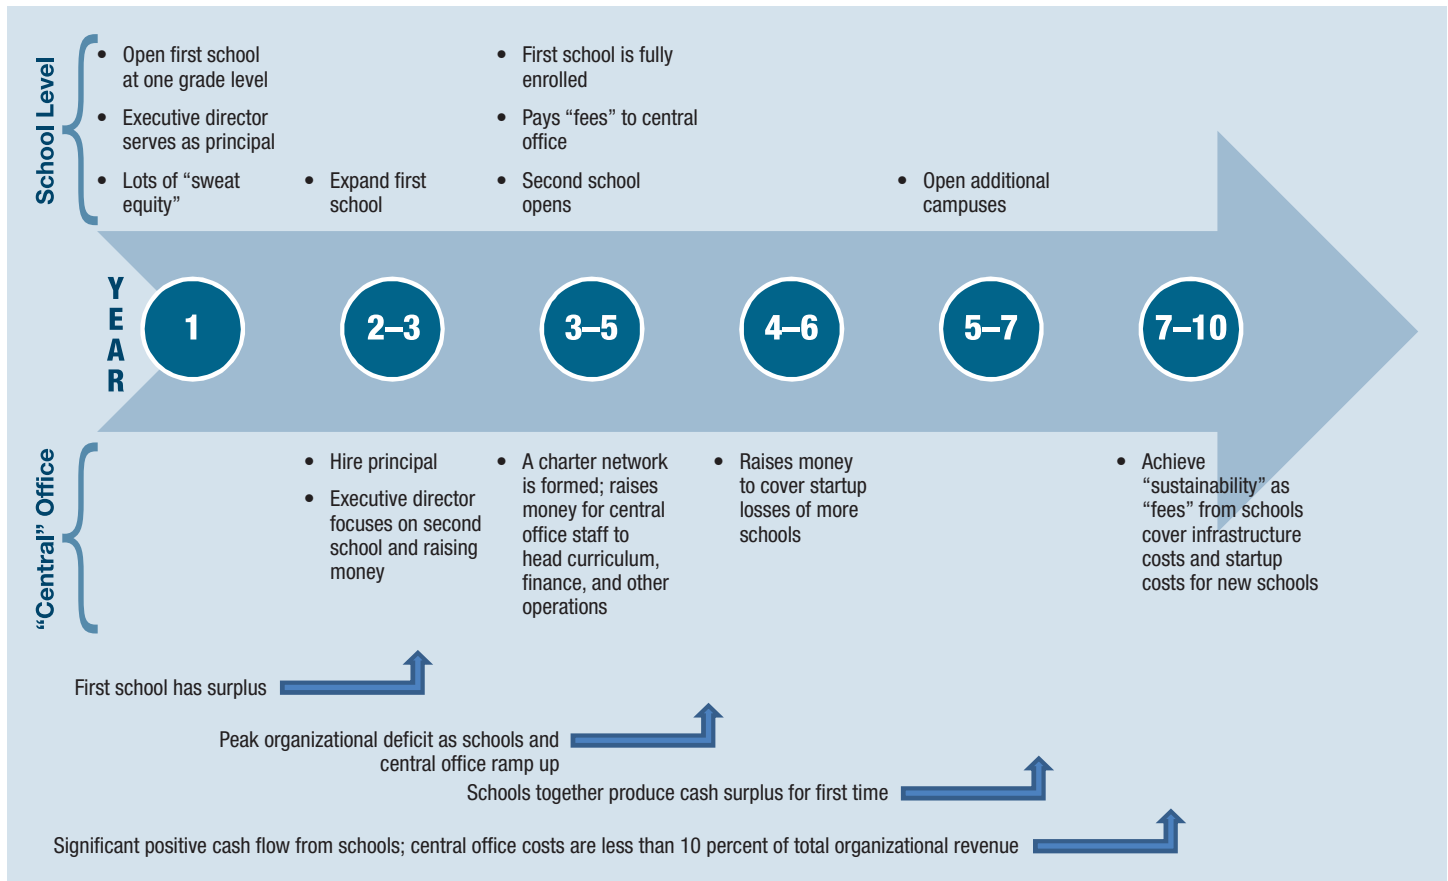 School Level
• Open first school
at one grade level
• Executive director
serves as principal
• Lots of “sweat
equity”
• Expand first
school
• First school is fully
enrolled
• Pays “fees” to central
office
• Second school
opens
• Open additional
campuses
YEAR
1
2–3
3–5
4–6
5–7
7–10
“Central” Office
• Hire principal
• Executive director
focuses on second
school and raising
money
• A charter network
is formed; raises
money for central
office staff to
head curriculum,
finance, and other
operations
• Raises money
to cover startup
losses of more
schools
• Achieve
“sustainability” as
“fees” from schools
cover infrastructure
costs and startup
costs for new schools
First school has surplus
Peak organizational deficit as schools and
central office ramp up
Schools together produce cash surplus for first time
Significant positive cash flow from schools; central office costs are less than 10 percent of total organizational revenue